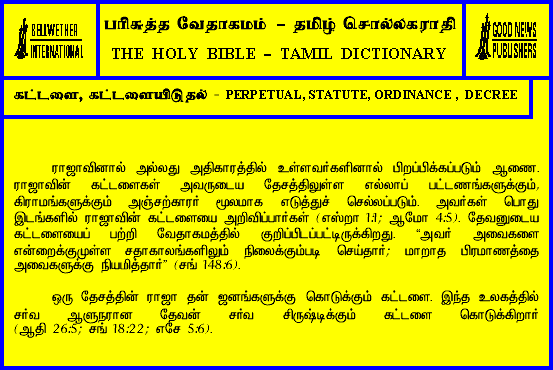 BELLWETHER
INTERNATIONAL
பரிசுத்த வேதாகமம் – தமிழ் சொல்லகராதி
THE HOLY BIBLE – TAMIL DICTIONARY
GOOD NEWS
PUBLISHERS
கட்டளை, கட்டளையிடுதல் – PERPETUAL, STATUTE, ORDINANCE , DECREE
ராஜாவினால் அல்லது அதிகாரத்தில் உள்ளவர்களினால் பிறப்பிக்கப்படும் ஆணை.
ராஜாவின் கட்டளைகள் அவருடைய தேசத்திலுள்ள எல்லாப் பட்டணங்களுக்கும்,
கிராமங்களுக்கும் அஞ்சற்காரர் மூலமாக எடுத்துச் செல்லப்படும். அவர்கள் பொது
இடங்களில் ராஜாவின் கட்டளையை அறிவிப்பார்கள் (எஸ்றா 1:1; ஆமோ 4:5). தேவனுடைய
கட்டளையைப் பற்றி வேதாகமத்தில் குறிப்பிடப்பட்டிருக்கிறது. “அவர் அவைகளை
என்றைக்குமுள்ள சதாகாலங்களிலும் நிலைக்கும்படி செய்தார்; மாறாத பிரமாணத்தை
அவைகளுக்கு நியமித்தார்” (சங் 148:6).
ஒரு தேசத்தின் ராஜா தன் ஜனங்களுக்கு கொடுக்கும் கட்டளை. இந்த உலகத்தில்
சர்வ ஆளுநரான தேவன் சர்வ சிருஷ்டிக்கும் கட்டளை கொடுக்கிறார்
(ஆதி 26:5; சங் 18:22; எசே 5:6).